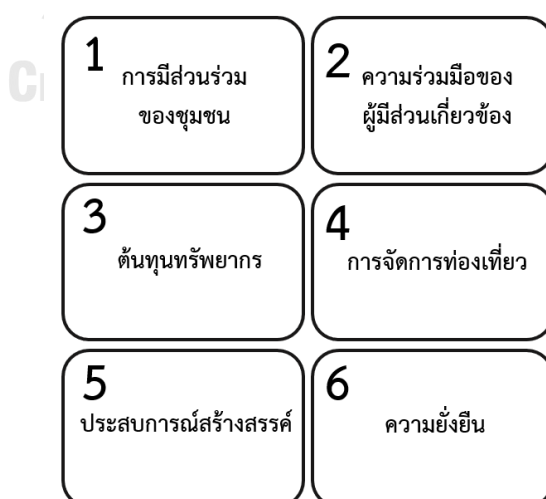 1
การมีส่วนร่วม
ของชุมชน
2
ความร่วมมือของ
ผู้มีส่วนเกี่ยวข้อง
3
ต้นทุนทรัพยากร
4
การจัดการท่องเที่ยว
5
ประสบการณ์สร้างสรรค์
6
ความยั่งยืน